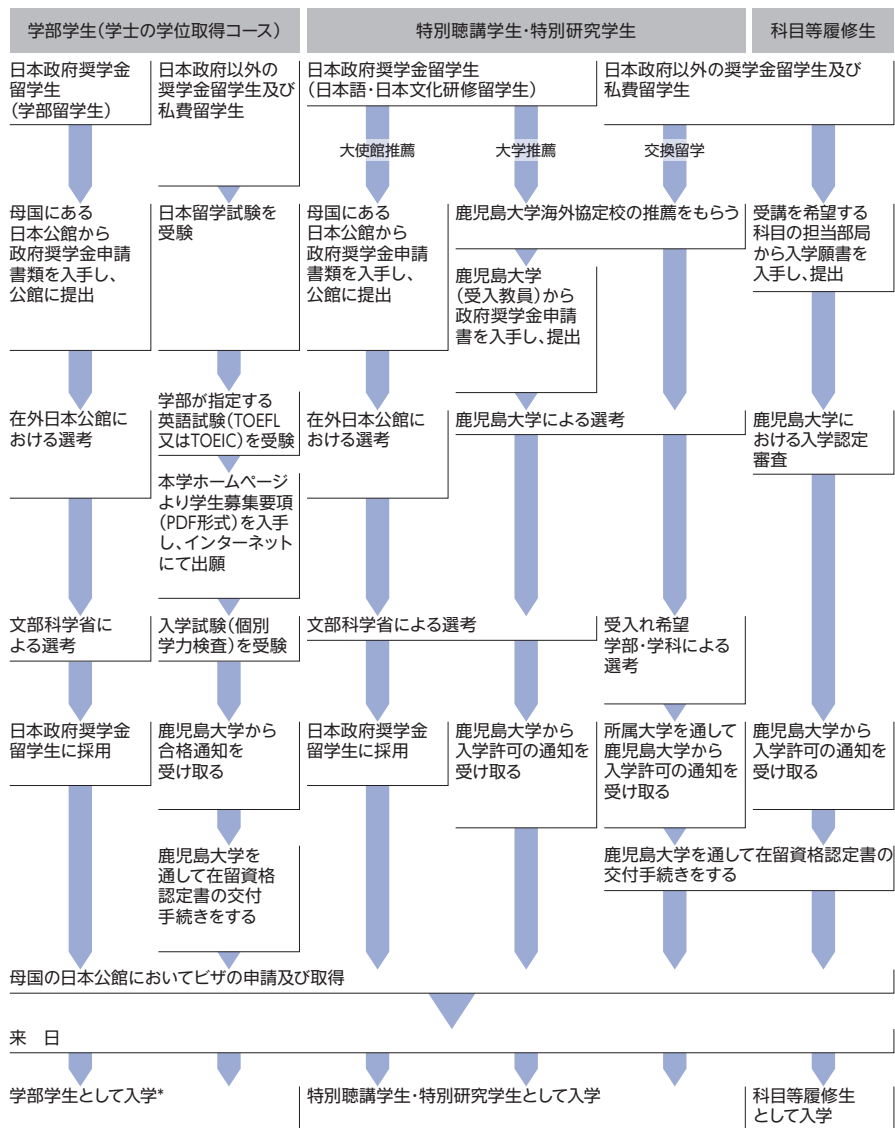 学部学生(学士の学位取得コース)
特別聴講学生・特別研究学生
科目等履修生
日本政府奨学金
留学生
(学部留学生)
日本政府以外の
奨学金留学生及び
私費留学生
日本政府奨学金留学生
(日本語・日本文化研修留学生)
日本政府以外の奨学金留学生及び
私費留学生
大使館推薦
大学推薦
交換留学
母国にある
日本公館から
政府奨学金申請
書類を入手し、
公館に提出
日本留学試験を
受験
母国にある
日本公館から
政府奨学金申請
書類を入手し、
公館に提出
鹿児島大学海外協定校の推薦をもらう
鹿児島大学
(受入教員)から
政府奨学金申請
書を入手し、提出
受講を希望する
科目の担当部局
から入学願書を
入手し、提出
在外日本公館に
おける選考
学部が指定する
英語試験(TOEFL
又はTOEIC)を受験
本学ホームページ
より学生募集要項
(PDF形式)を入手
し、インターネット
にて出願
在外日本公館に
おける選考
鹿児島大学による選考
鹿児島大学に
おける入学認定
審査
文部科学省に
よる選考
入学試験(個別
学力検査)を受験
文部科学省による選考
受入れ希望
学部・学科による
選考
日本政府奨学金
留学生に採用
鹿児島大学から
合格通知を
受け取る
日本政府奨学金
留学生に採用
鹿児島大学から
入学許可の通知を
受け取る
所属大学を通して
鹿児島大学から
入学許可の通知を
受け取る
鹿児島大学から
入学許可の通知を
受け取る
鹿児島大学を
通して在留資格
認定書の交付
手続きをする
鹿児島大学を通して在留資格認定書の
交付手続きをする
母国の日本公館においてビザの申請及び取得
来 日
学部学生として入学*
特別聴講学生・特別研究学生として入学
科目等履修生
として入学